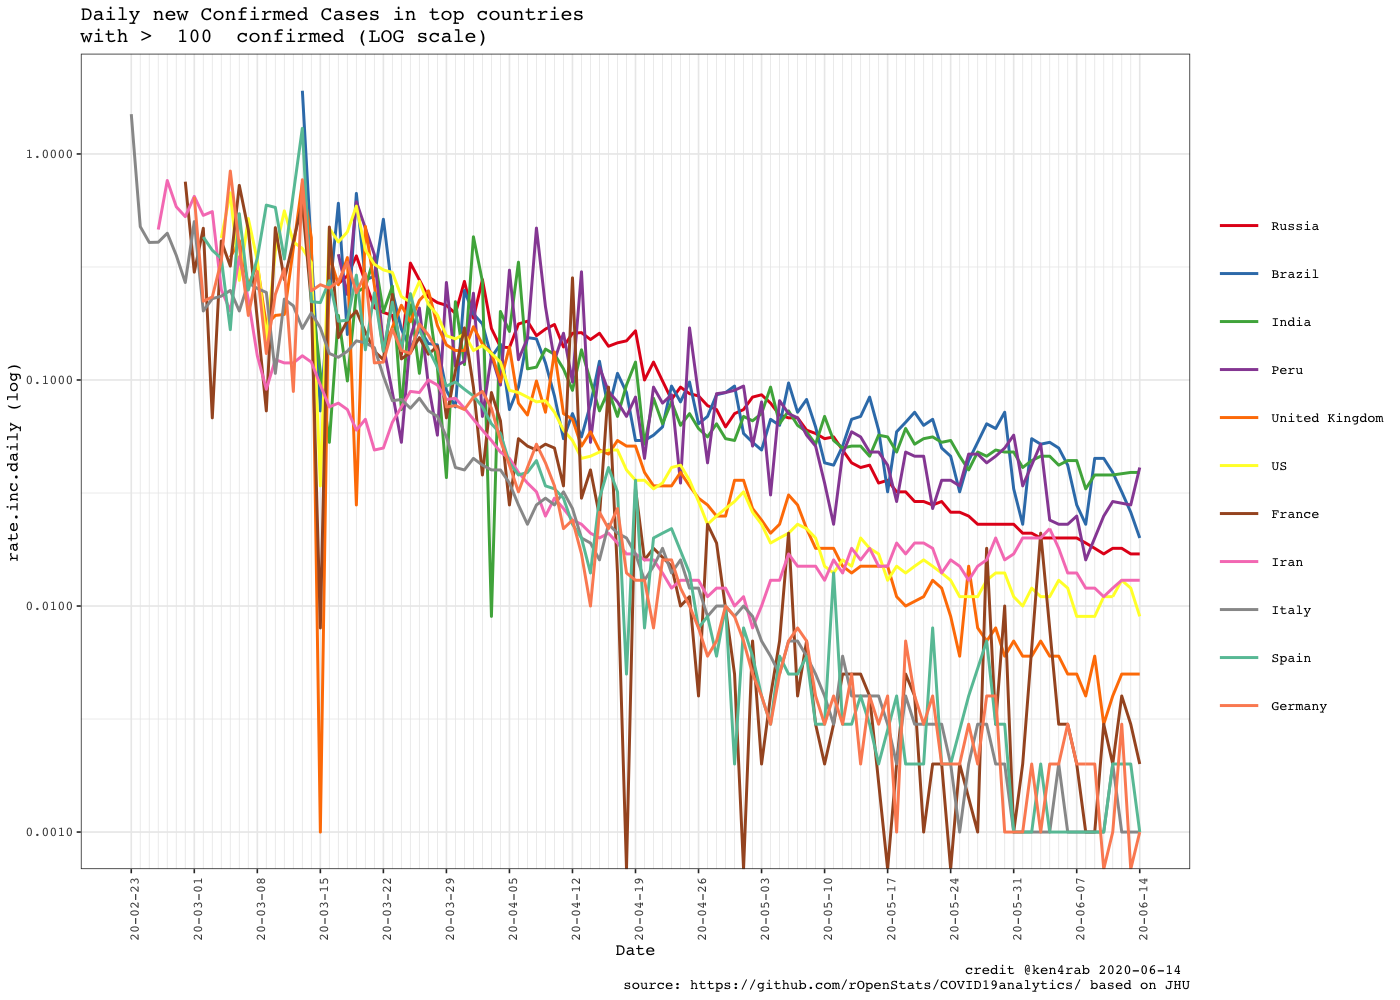 Daily new Confirmed Cases in top countries
with > 100 confirmed (LOG scale)
rate.inc.daily (log)
1.0000
0.1000
0.0100
0.0010
20-02-23
20-03-01
20-03-08
20-03-15
20-03-22
20-03-29
20-04-05
20-04-12
20-04-19
20-04-26
20-05-03
20-05-10
20-05-17
20-05-24
20-05-31
20-06-07
20-06-14
Date
Russia
Brazil
India
Peru
United Kingdom
US
France
Iran
Italy
Spain
Germany
credit @ken4rab 2020-06-14
source: https://github.com/rOpenStats/COVID19analytics/ based on JHU